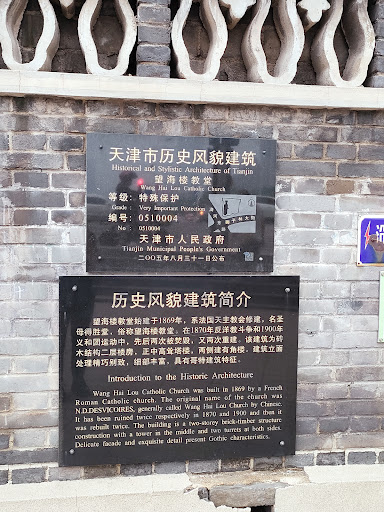 天津市历史风貌建筑
Historical and Stylistic Architecture of Tianjin
望海楼教堂
Wang Hai Lou Catholic Church
等级：特殊保护
Grade : Very Important Protection
编号：0510004
No : 0510004
天津市人民政府
Tianjin Municipal People's Government
二〇〇五年八月三十一日公布
历史风貌建筑简介
望海楼教堂始建于1869年，系法国天主教会修建，名圣
母得胜堂，俗称望海楼教堂。在1870年反洋教斗争和1900年
义和团运动中，先后两次被焚毁，又两次重建。该建筑为砖
木结构二层楼房，正中高耸塔楼，两侧建有角楼。建筑立面
处理精巧别致，细部丰富，具有哥特建筑特征。
Introduction to the Historic Architecture
Wang Hai Lou Catholic Church was built in 1869 by a French
Roman Catholic church. The original name of the church was
N.D.DESVICORES, generally called Wang Hai Lou Church by Chinese.
It has been ruined twice respectively in 1870 and 1900 and then it
was rebuilt twice. The building is a two-storey brick-timber structure
construction with a tower in the middle and two turrets at both sides.
Delicate facade and exquisite detail present Gothic characteristics.